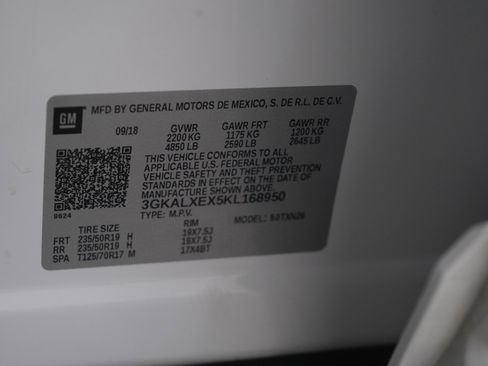 GM MFD BY GENERAL MOTORS DE MEXICO, S. DE R.L. DE C.V.
09/18 GVWR GAWR FRT GAWR RR
2200 KG 1175 KG 1200 KG
4850 LB 2590 LB 2645 LB
THIS VEHICLE CONFORMS TO ALL
APPLICABLE U.S. FEDERAL MOTOR
VEHICLE SAFETY AND THEFT PREVENTION
STANDARDS IN EFFECT ON THE DATE OF
MANUFACTURE SHOWN ABOVE.
9624 3GKALXEX5KL168950
TYPE: M.P.V. MODEL:
TIRE SIZE RIM
FRT 235/50R19 H 19X7.5J
RR 235/50R19 H 19X7.5J
SPA T125/70R17 M 17X4BT